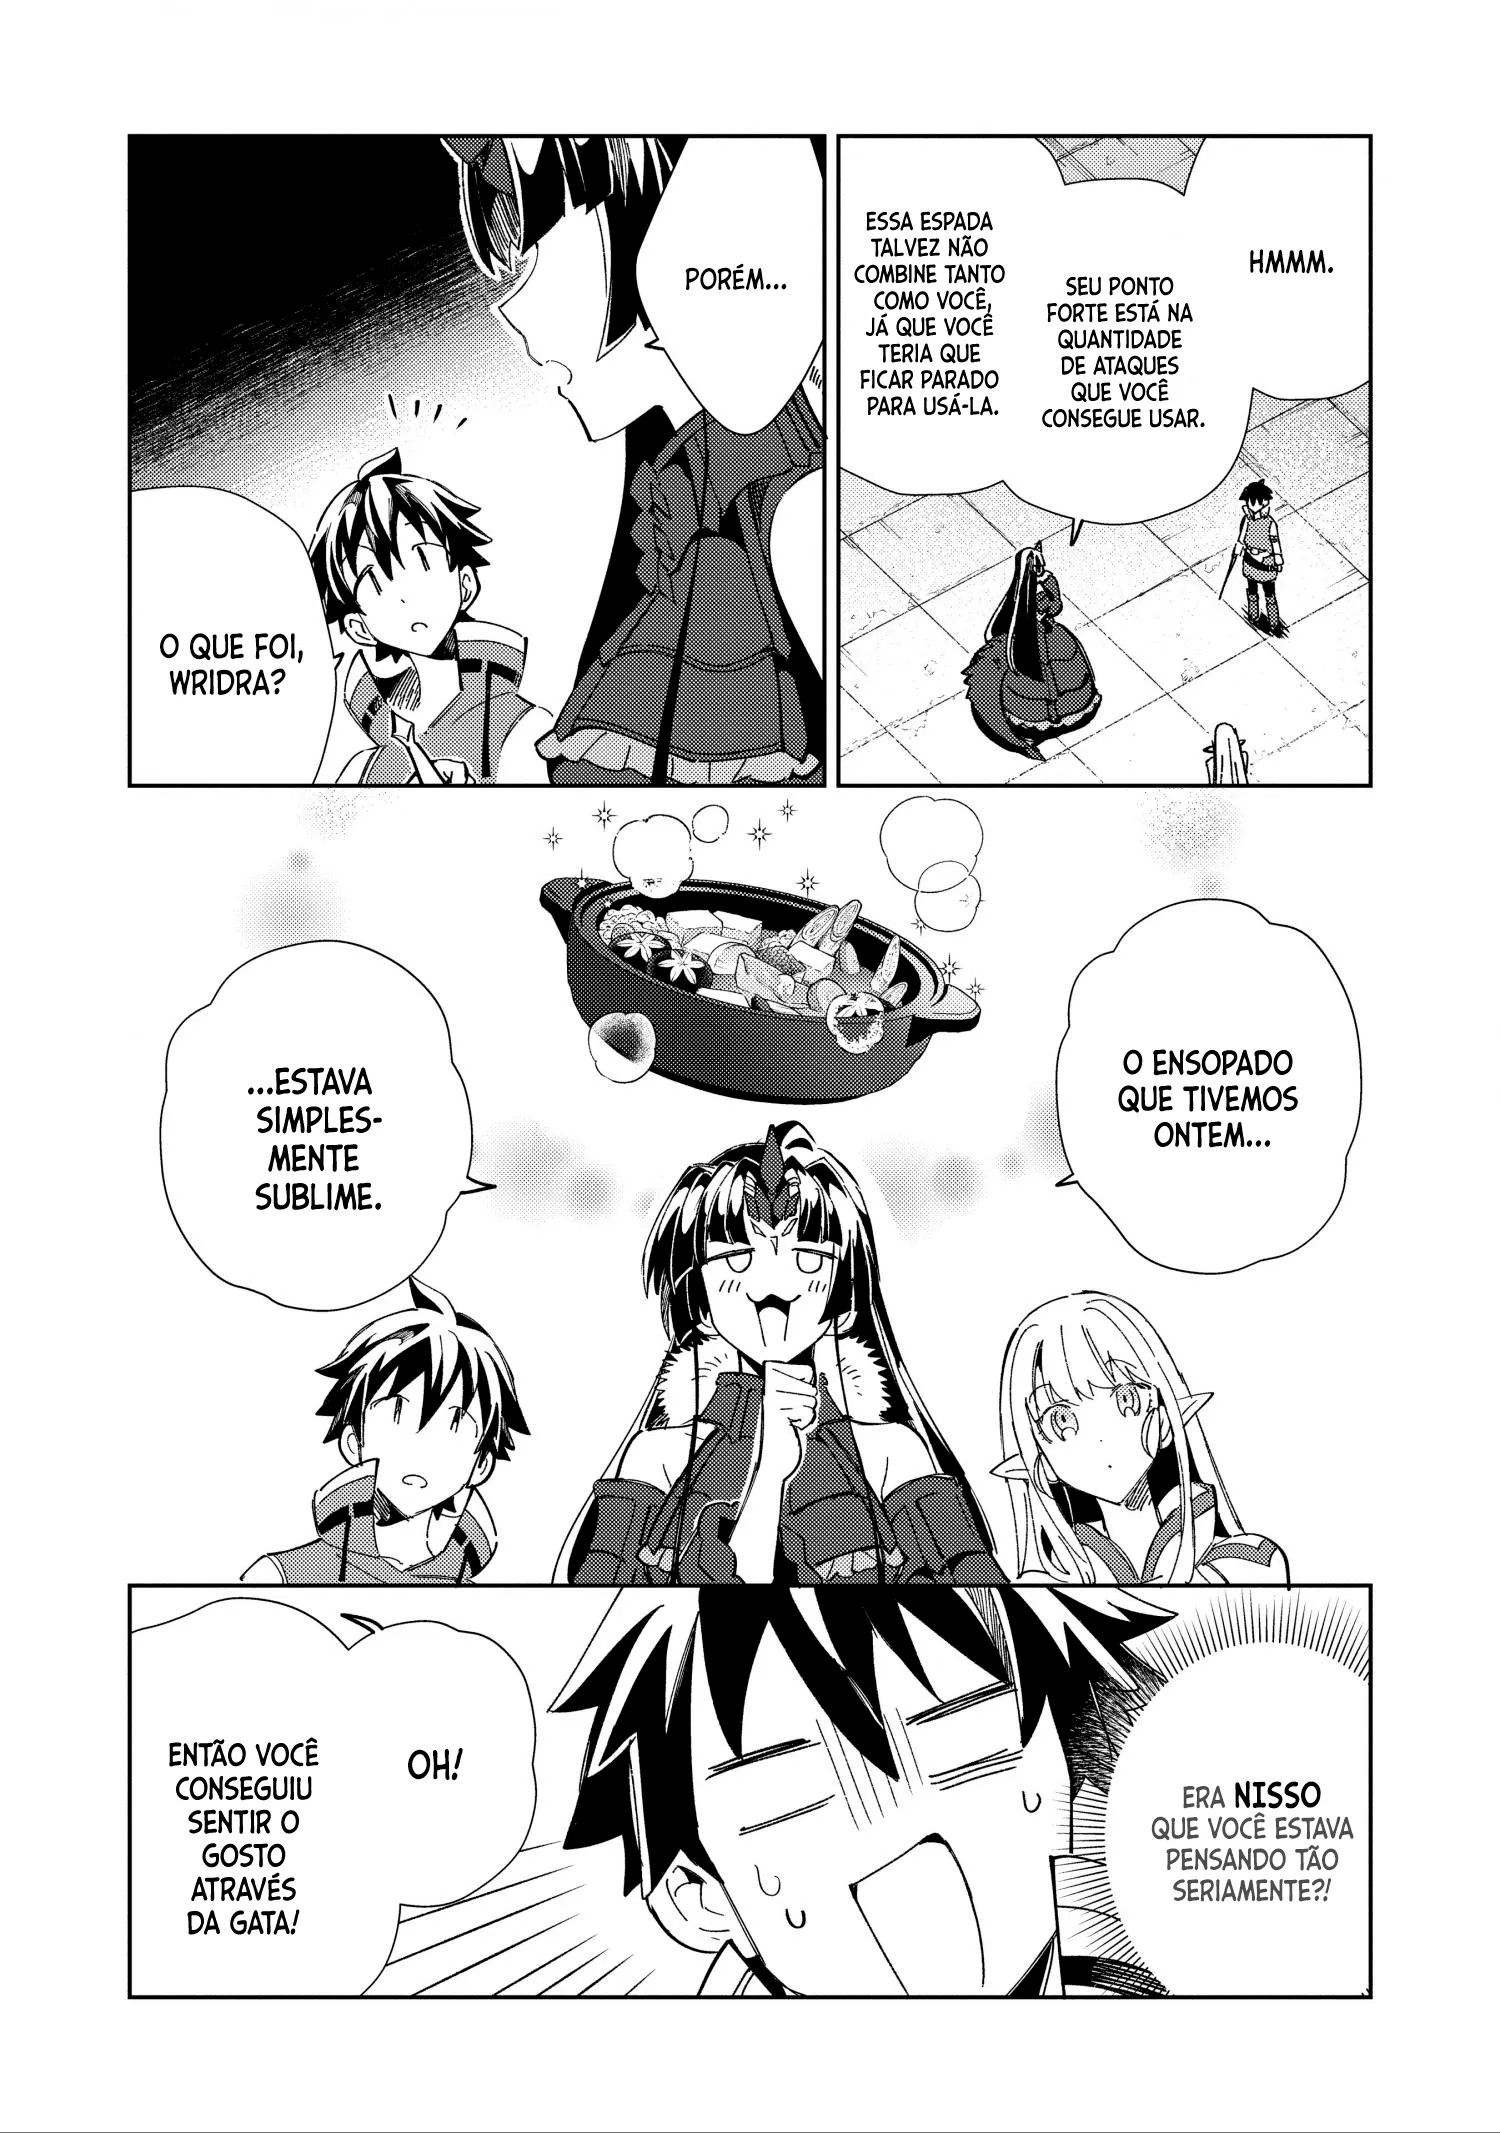 HMMM.
SEU PONTO
FORTE ESTÁ NA
QUANTIDADE
DE ATAQUES
QUE VOCÊ
CONSEGUE USAR.
ESSA ESPADA
TALVEZ NÃO
COMBINE TANTO
COMO VOCÊ,
JÁ QUE VOCÊ
TERIA QUE
FICAR PARADO
PARA USÁ-LA.
PORÉM...
O QUE FOI,
WRIDRA?
O ENSOPADO
QUE TIVEMOS
ONTEM...
...ESTAVA
SIMPLES-
MENTE
SUBLIME.
ERA NISSO
QUE VOCÊ ESTAVA
PENSANDO TÃO
SERIAMENTE?!
OH!
ENTÃO VOCÊ
CONSEGUIU
SENTIR O
GOSTO
ATRAVÉS
DA GATA!